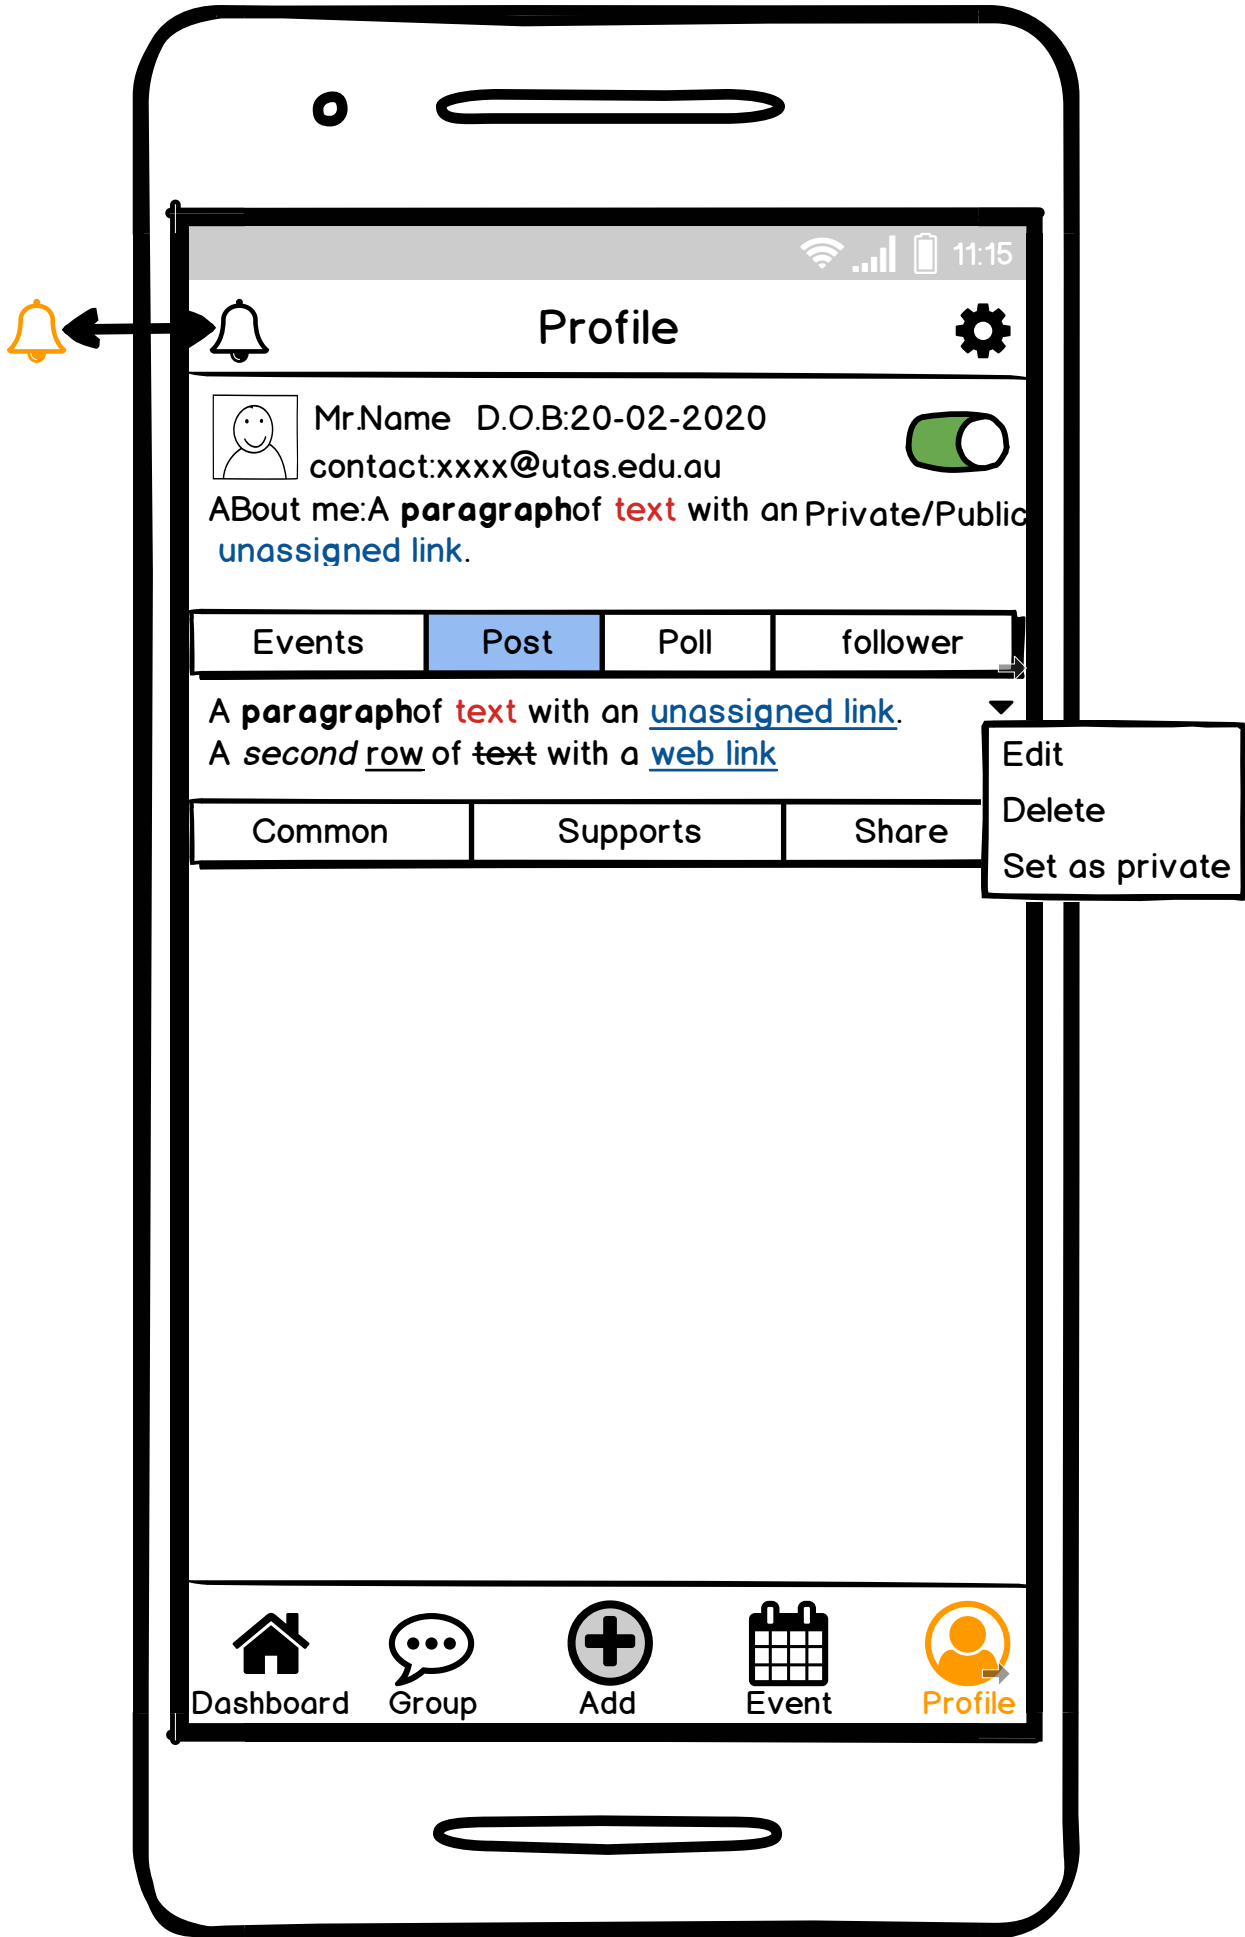 11:15
Profile
Mr.Name D.O.B:20-02-2020
contact:xxxx@utas.edu.au
ABout me:A paragraphof text with an
unassigned link.
Private/Public
Events Post Poll follower
A paragraphof text with an unassigned link.
A second row of text with a web link
Edit
Delete
Set as private
Common Supports Share
Dashboard Group Add Event Profile